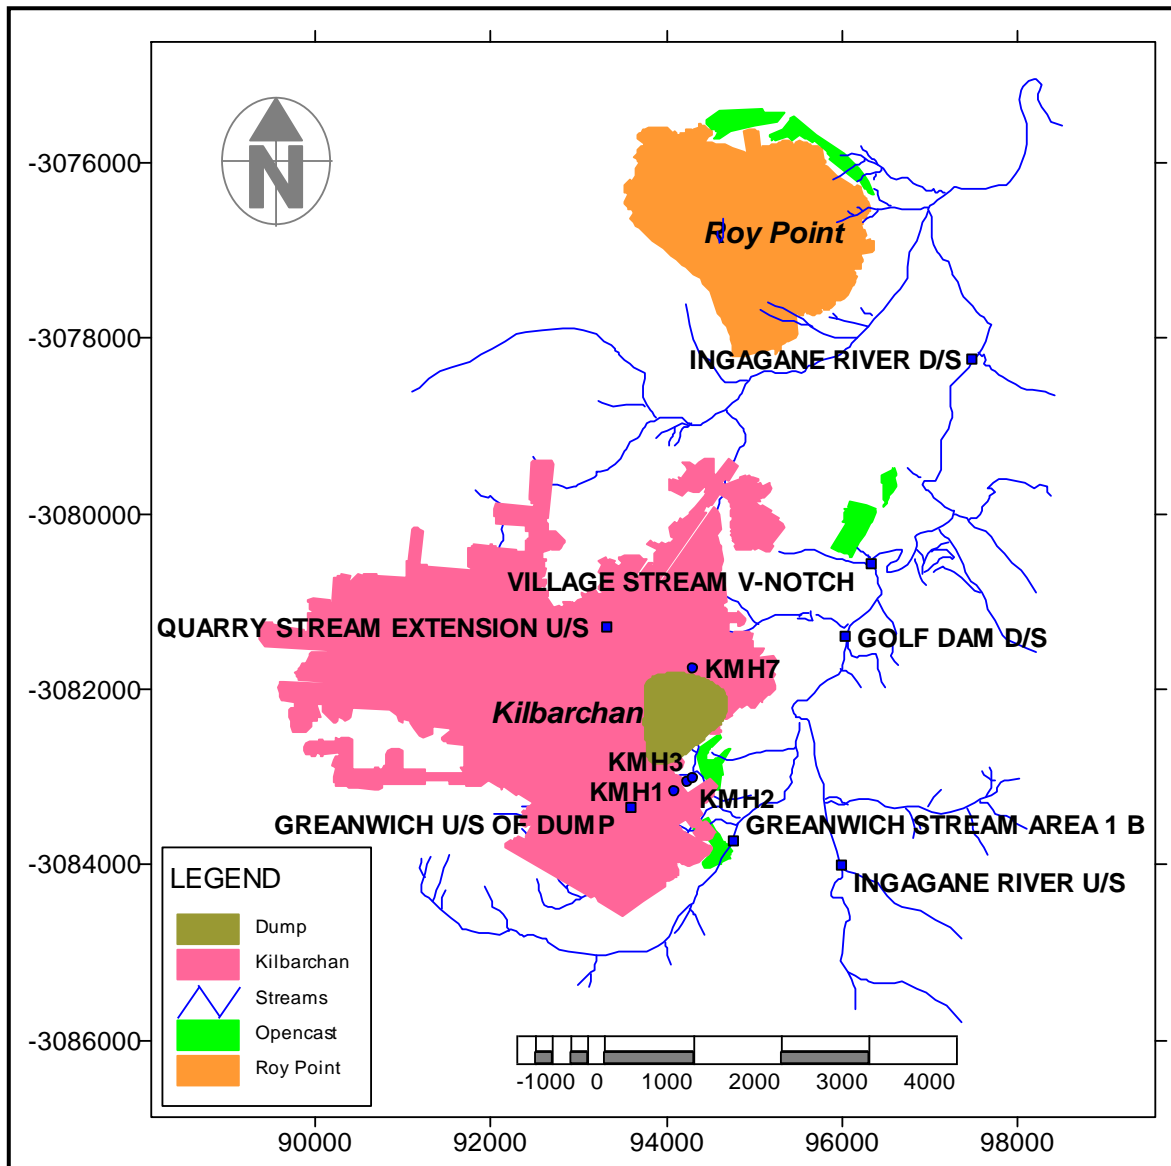 N
-3076000
Roy Point
-3078000
INGAGANE RIVER D/S
-3080000
VILLAGE STREAM V-NOTCH
QUARRY STREAM EXTENSION U/S
GOLF DAM D/S
KMH7
-3082000
Kilbarchan
KMH3
KMH1
KMH2
GREANWICH U/S OF DUMP
GREANWICH STREAM AREA 1 B
-3084000
INGAGANE RIVER U/S
LEGEND
Dump
Kilbarchan
Streams
Opencast
Roy Point
-3086000
-1000 0 1000 2000 3000 4000
90000 92000 94000 96000 98000